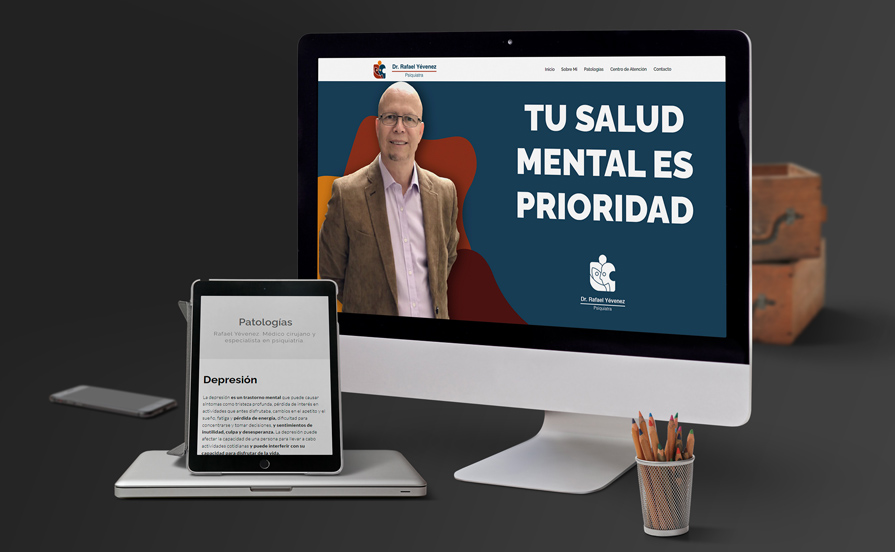 Dr. Rafael Yévenez
Psiquiatra
Inicio Sobre Mí Patologías Centro de Atención Contacto
TU SALUD
MENTAL ES
PRIORIDAD
Dr. Rafael Yévenez
Psiquiatra
Patologías
Rafael Yévenez: Médico cirujano y
especialista en psiquiatría
Depresión
La depresión es un trastorno mental que puede causar
síntomas como tristeza profunda, pérdida de interés en
actividades que antes disfrutaba, cambios en el apetito y el
sueño, fatiga y pérdida de energía, dificultad para
concentrarse y tomar decisiones, y sentimientos de
inutilidad, culpa y desesperanza. La depresión puede
afectar la capacidad de una persona para llevar a cabo
actividades cotidianas y puede interferir con su
capacidad para disfrutar de la vida.